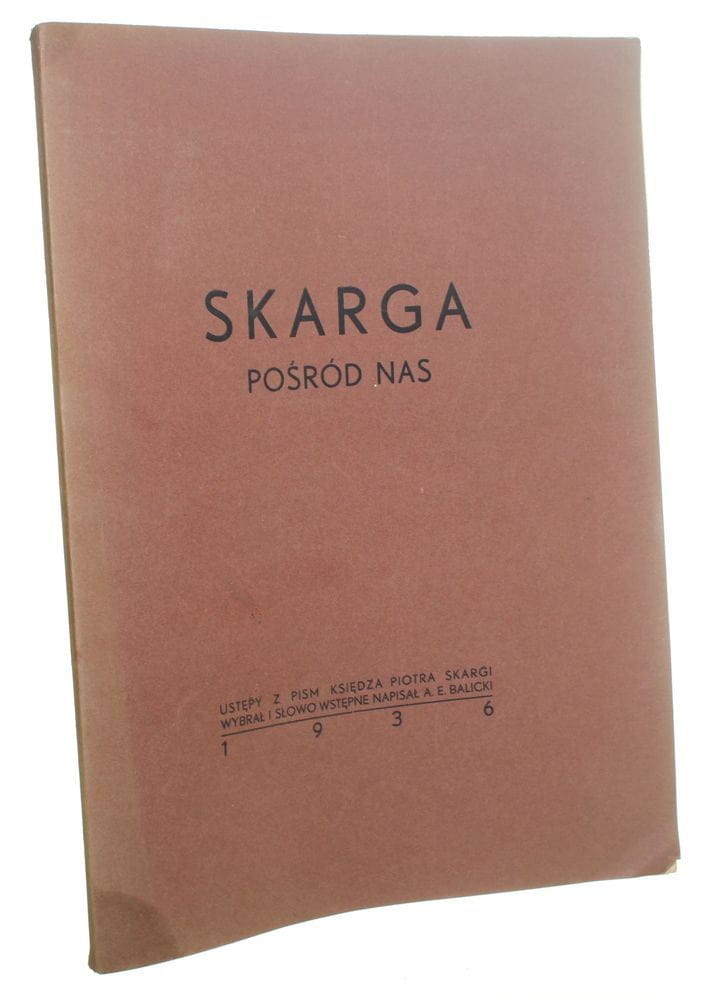 SKARGA
POŚRÓD NAS
USTĘPY Z PISM KSIĘDZA PIOTRA SKARGI
WYBRAŁ I SŁOWO WSTĘPNE NAPISAŁ A. E. BALICKI
1 9 3 6